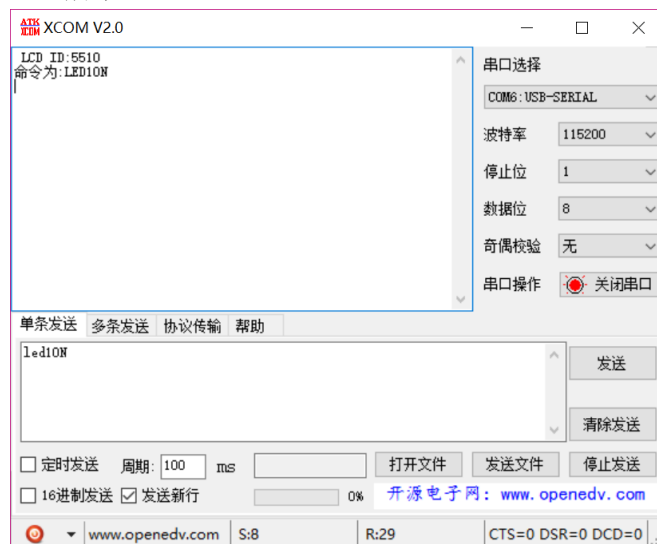 ATK
XCOM XCOM V2.0
LCD ID:5510
命令为:LED1ON
串口选择
COM6:USB-SERIAL
波特率 115200
停止位 1
数据位 8
奇偶校验 无
串口操作 关闭串口
单条发送 多条发送 协议传输 帮助
led1ON
发送
清除发送
定时发送 周期: 100 ms 打开文件 发送文件 停止发送
16进制发送 发送新行 0% 开源电子网: www.openedv.com
www.openedv.com S:8 R:29 CTS=0 DSR=0 DCD=0